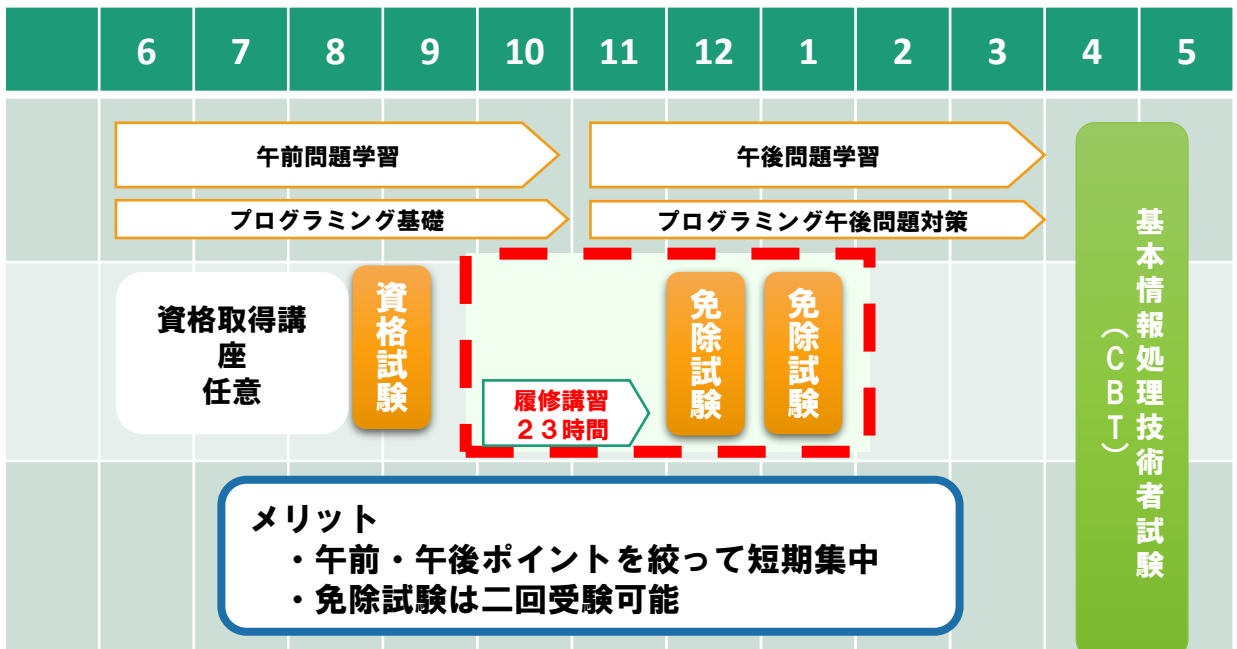 6 7 8 9 10 11 12 1 2 3 4 5
午前問題学習
午後問題学習
プログラミング基礎
プログラミング午後問題対策
資格取得講
座
任意
資格試験
履修講習
２３時間
免除試験
免除試験
基本情報処理技術者試験
（ＣＢＴ）
メリット
・午前・午後ポイントを絞って短期集中
・免除試験は二回受験可能